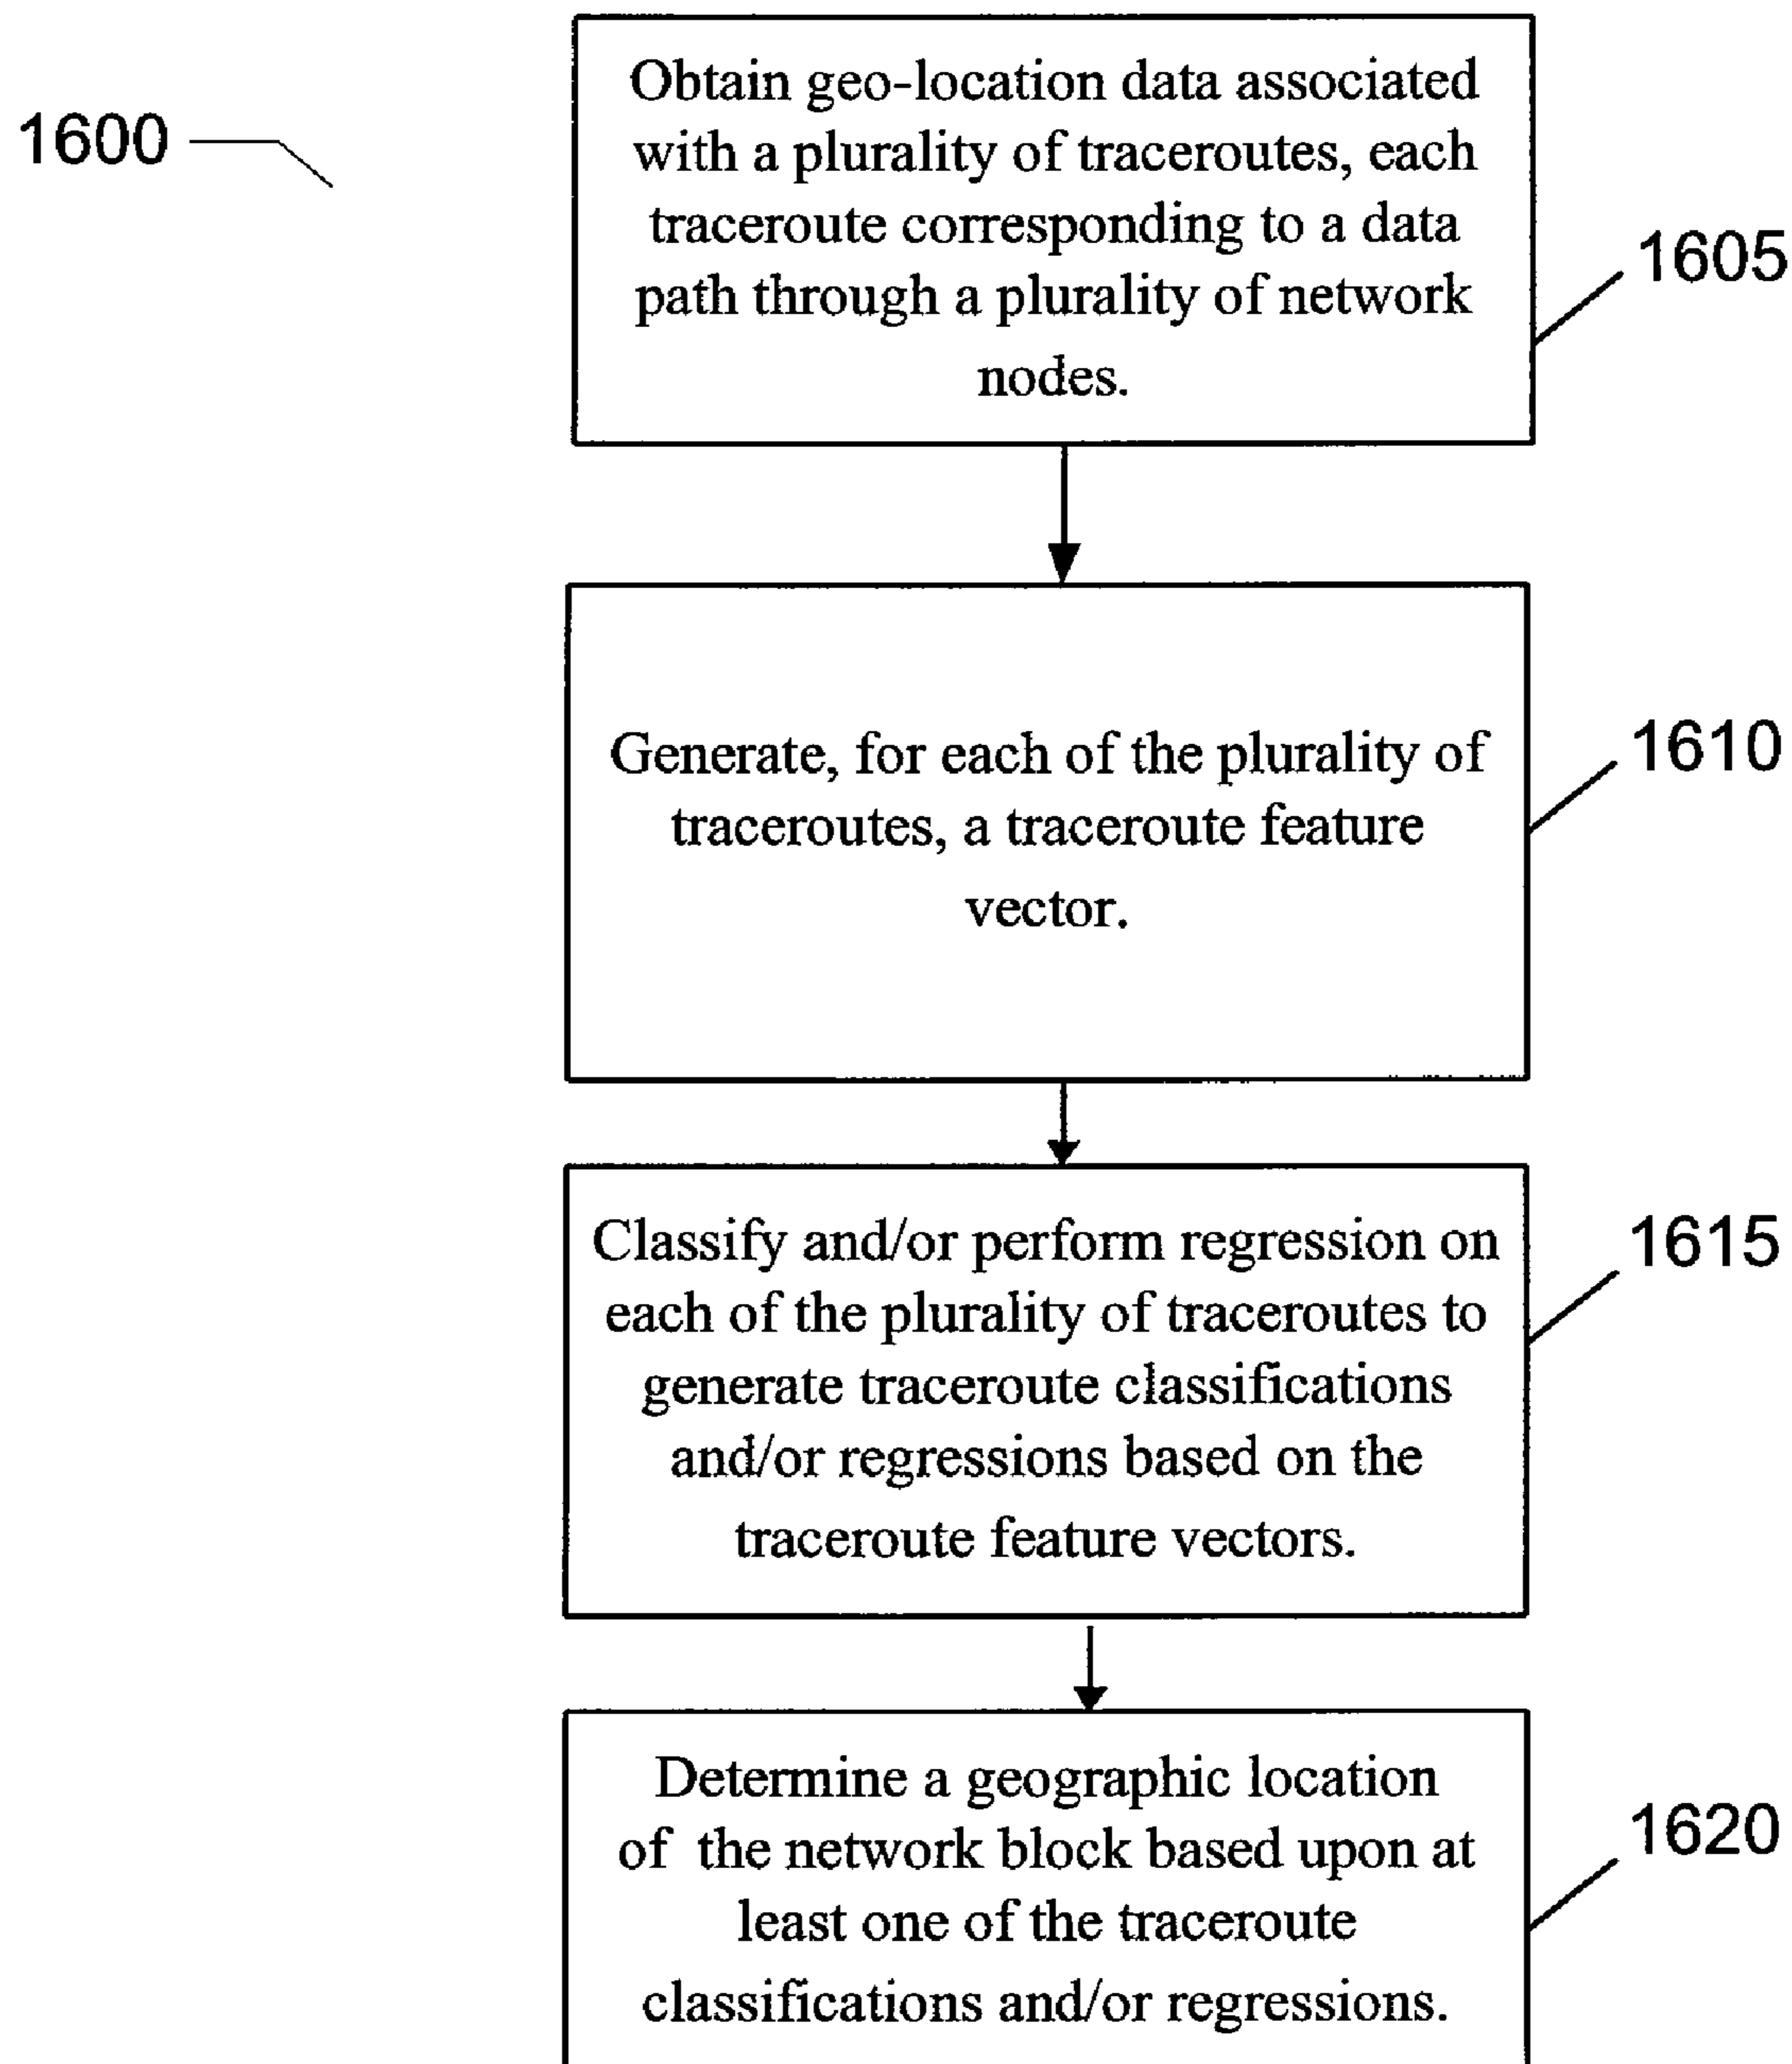 1600
Obtain geo-location data associated
with a plurality of traceroutes, each
traceroute corresponding to a data
path through a plurality of network
nodes.
1605
Generate, for each of the plurality of
traceroutes, a traceroute feature
vector.
1610
Classify and/or perform regression on
each of the plurality of traceroutes to
generate traceroute classifications
and/or regressions based on the
traceroute feature vectors.
1615
Determine a geographic location
of the network block based upon at
least one of the traceroute
classifications and/or regressions.
1620